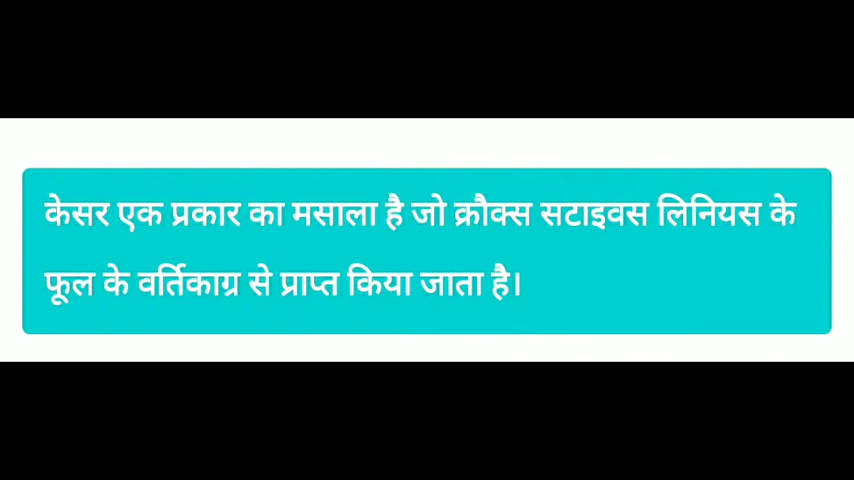 केसर एक प्रकार का मसाला है जो क्रौक्स सटाइवस लिनियस के
फूल के वर्तिकाग्र से प्राप्त किया जाता है।